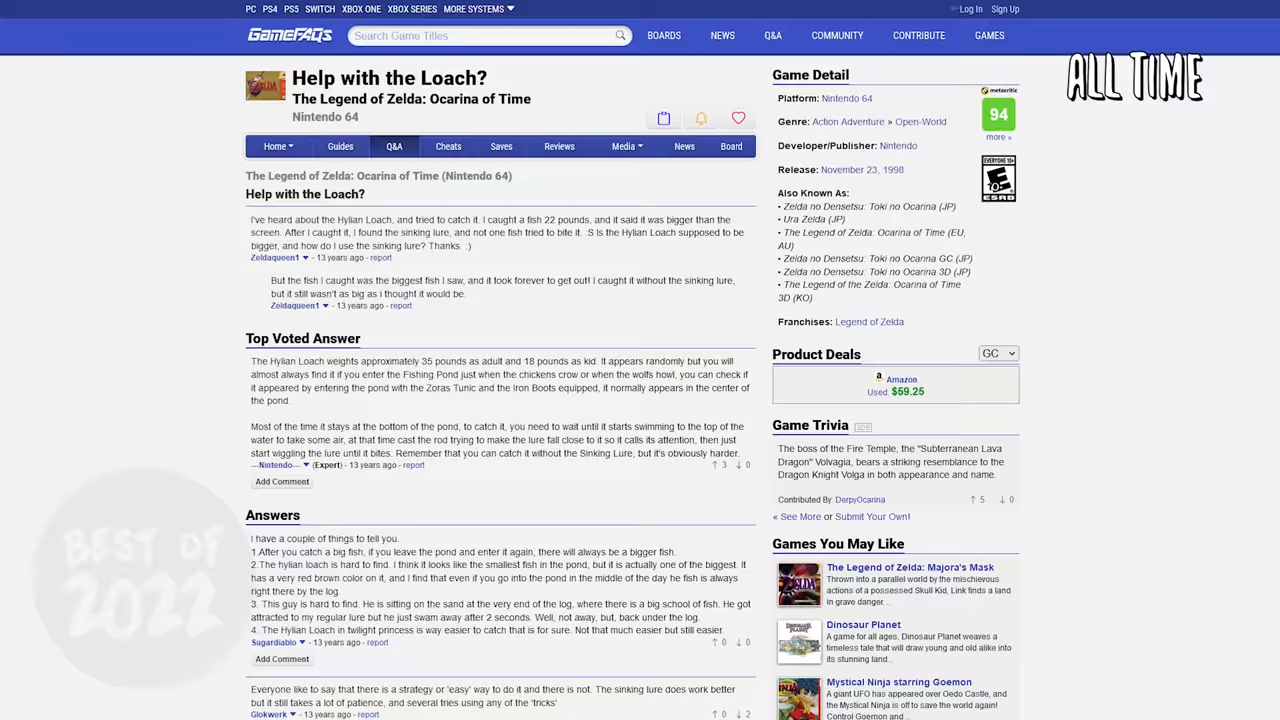 PC PS4 PS5 SWITCH XBOX ONE XBOX SERIES MORE SYSTEMS
Log In Sign Up
GameFAQs
Search Game Titles
BOARDS NEWS Q&A COMMUNITY CONTRIBUTE GAMES
ALL TIME
Help with the Loach?
The Legend of Zelda: Ocarina of Time
Nintendo 64
Home Guides Q&A Cheats Saves Reviews Media News Board
The Legend of Zelda: Ocarina of Time (Nintendo 64)
Help with the Loach?
I've heard about the Hylian Loach, and tried to catch it. I caught a fish 22 pounds, and it said it was bigger than the
screen. After I caught it, I found the sinking lure, and not one fish tried to bite it. :S Is the Hylian Loach supposed to be
bigger, and how do I use the sinking lure? Thanks. :)
Zeldaqueen1 - 13 years ago - report
But the fish I caught was the biggest fish I saw, and it took forever to get out! I caught it without the sinking lure,
but it still wasn't as big as i thought it would be.
Zeldaqueen1 - 13 years ago - report
Top Voted Answer
The Hylian Loach weights approximately 35 pounds as adult and 18 pounds as kid. It appears randomly but you will
almost always find it if you enter the Fishing Pond just when the chickens crow or when the wolfs howl, you can check if
it appeared by entering the pond with the Zoras Tunic and the Iron Boots equipped, it normally appears in the center of
the pond.
Most of the time it stays at the bottom of the pond, to catch it, you need to wait until it starts swimming to the top of the
water to take some air, at that time cast the rod trying to make the lure fall close to it so it calls its attention, then just
start wiggling the lure until it bites. Remember that you can catch it without the Sinking Lure, but it's obviously harder.
---Nintendo--- (Expert) - 13 years ago - report ↑ 3 ↓ 0
Add Comment
Answers
I have a couple of things to tell you.
1.After you catch a big fish, if you leave the pond and enter it again, there will always be a bigger fish.
2.The hylian loach is hard to find. I think it looks like the smallest fish in the pond, but it is actually one of the biggest. It
has a very red brown color on it, and I find that even if you go into the pond in the middle of the day he fish is always
right there by the log.
3. This guy is hard to find. He is sitting on the sand at the very end of the log, where there is a big school of fish. He got
attracted to my regular lure but he just swam away after 2 seconds. Well, not away, but, back under the log.
4. The Hylian Loach in twilight princess is way easier to catch that is for sure. Not that much easier but still easier.
Sugardiablo - 13 years ago - report ↑ 0 ↓ 0
Add Comment
Everyone like to say that there is a strategy or 'easy' way to do it and there is not. The sinking lure does work better
but it still takes a lot of patience, and several tries using any of the 'tricks'
Glokwerk - 13 years ago - report ↑ 0 ↓ 2
Game Detail
Platform: Nintendo 64
Genre: Action Adventure » Open-World
Developer/Publisher: Nintendo
Release: November 23, 1998
Also Known As:
• Zelda no Densetsu: Toki no Ocarina (JP)
• Ura Zelda (JP)
• The Legend of Zelda: Ocarina of Time (EU,
AU)
• Zelda no Densetsu: Toki no Ocarina GC (JP)
• Zelda no Densetsu: Toki no Ocarina 3D (JP)
• The Legend of the Zelda: Ocarina of Time
3D (KO)
Franchises: Legend of Zelda
metacritic
94
more »
EVERYONE 10+
E
10+
ESRB
Product Deals
GC
Amazon
Used $59.25
Game Trivia 3DS
The boss of the Fire Temple, the "Subterranean Lava
Dragon" Volvagia, bears a striking resemblance to the
Dragon Knight Volga in both appearance and name.
Contributed By: DerpyOcarina ↑ 5 ↓ 0
« See More or Submit Your Own!
Games You May Like
The Legend of Zelda: Majora's Mask
Thrown into a parallel world by the mischievous
actions of a possessed Skull Kid, Link finds a land
in grave danger. ..
Dinosaur Planet
A game for all ages, Dinosaur Planet weaves a
timeless tale that will draw young and old alike into
its stunning land...
Mystical Ninja starring Goemon
A giant UFO has appeared over Oedo Castle, and
the Mystical Ninja is off to save the world again!
Control Goemon and ...
BEST OF